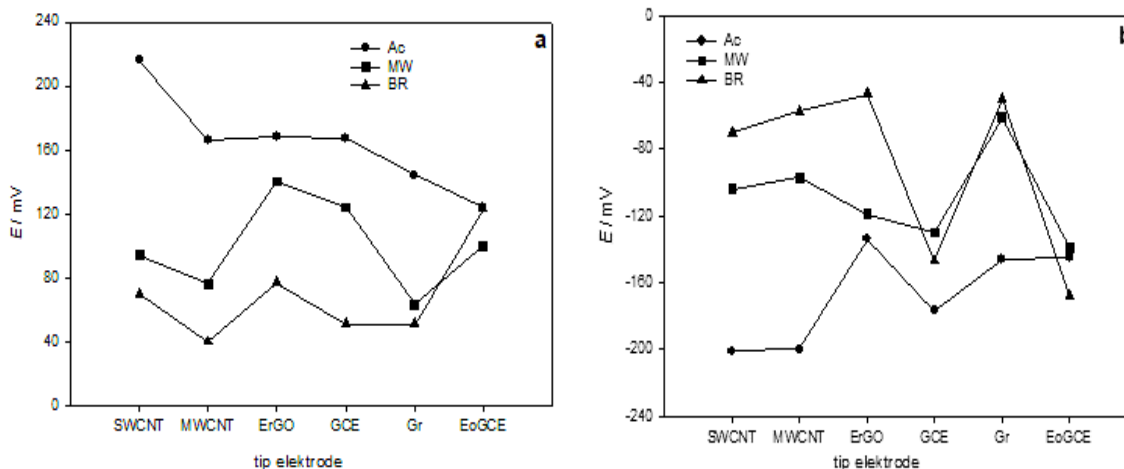 a
Ac
MW
BR
240
200
160
120
80
40
0
E / mV
SWCNT MWCNT ErGO GCE Gr EoGCE
tip elektrode
b
Ac
MW
BR
0
-40
-80
-120
-160
-200
-240
E / mV
SWCNT MWCNT ErGO GCE Gr EoGCE
tip elektrode